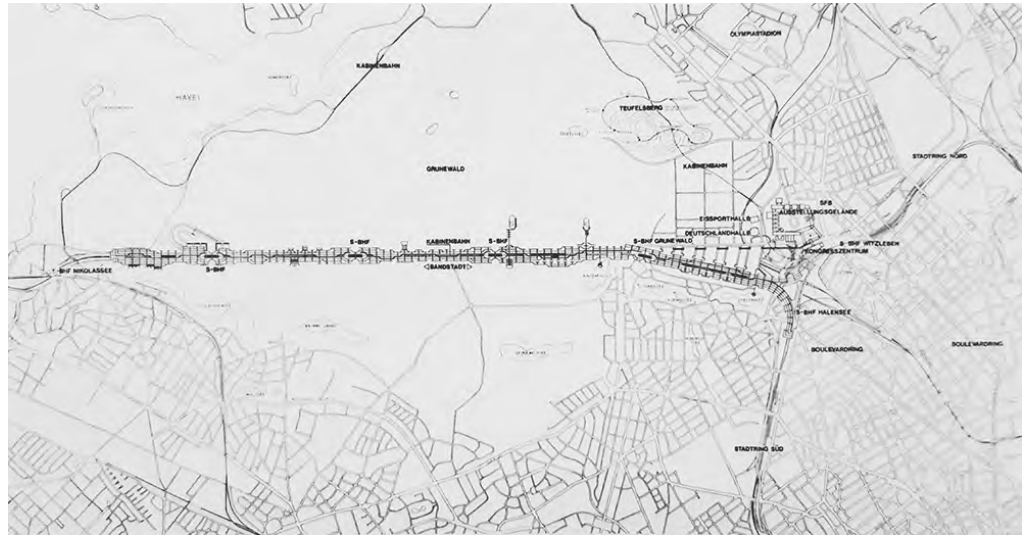 OLYMPIASTADION
KABINENBAHN
HAVEL
TEUFELSBERG
STADTRING NORD
GRUNEWALD
KABINENBAHN
SFB
EISSPORTHALLE
AUSSTELLUNGSGELÄNDE
DEUTSCHLANDHALLE
S-BHF
KABINENBAHN
S-BHF
S-BHF GRUNEWALD
S-BHF WITZLEBEN
KONGRESSZENTRUM
S-BHF NIKOLASSEE
S-BHF
<BANDSTADT>
S-BHF HALENSEE
BOULEVARDRING
BOULEVARDRING
STADTRING SÜD